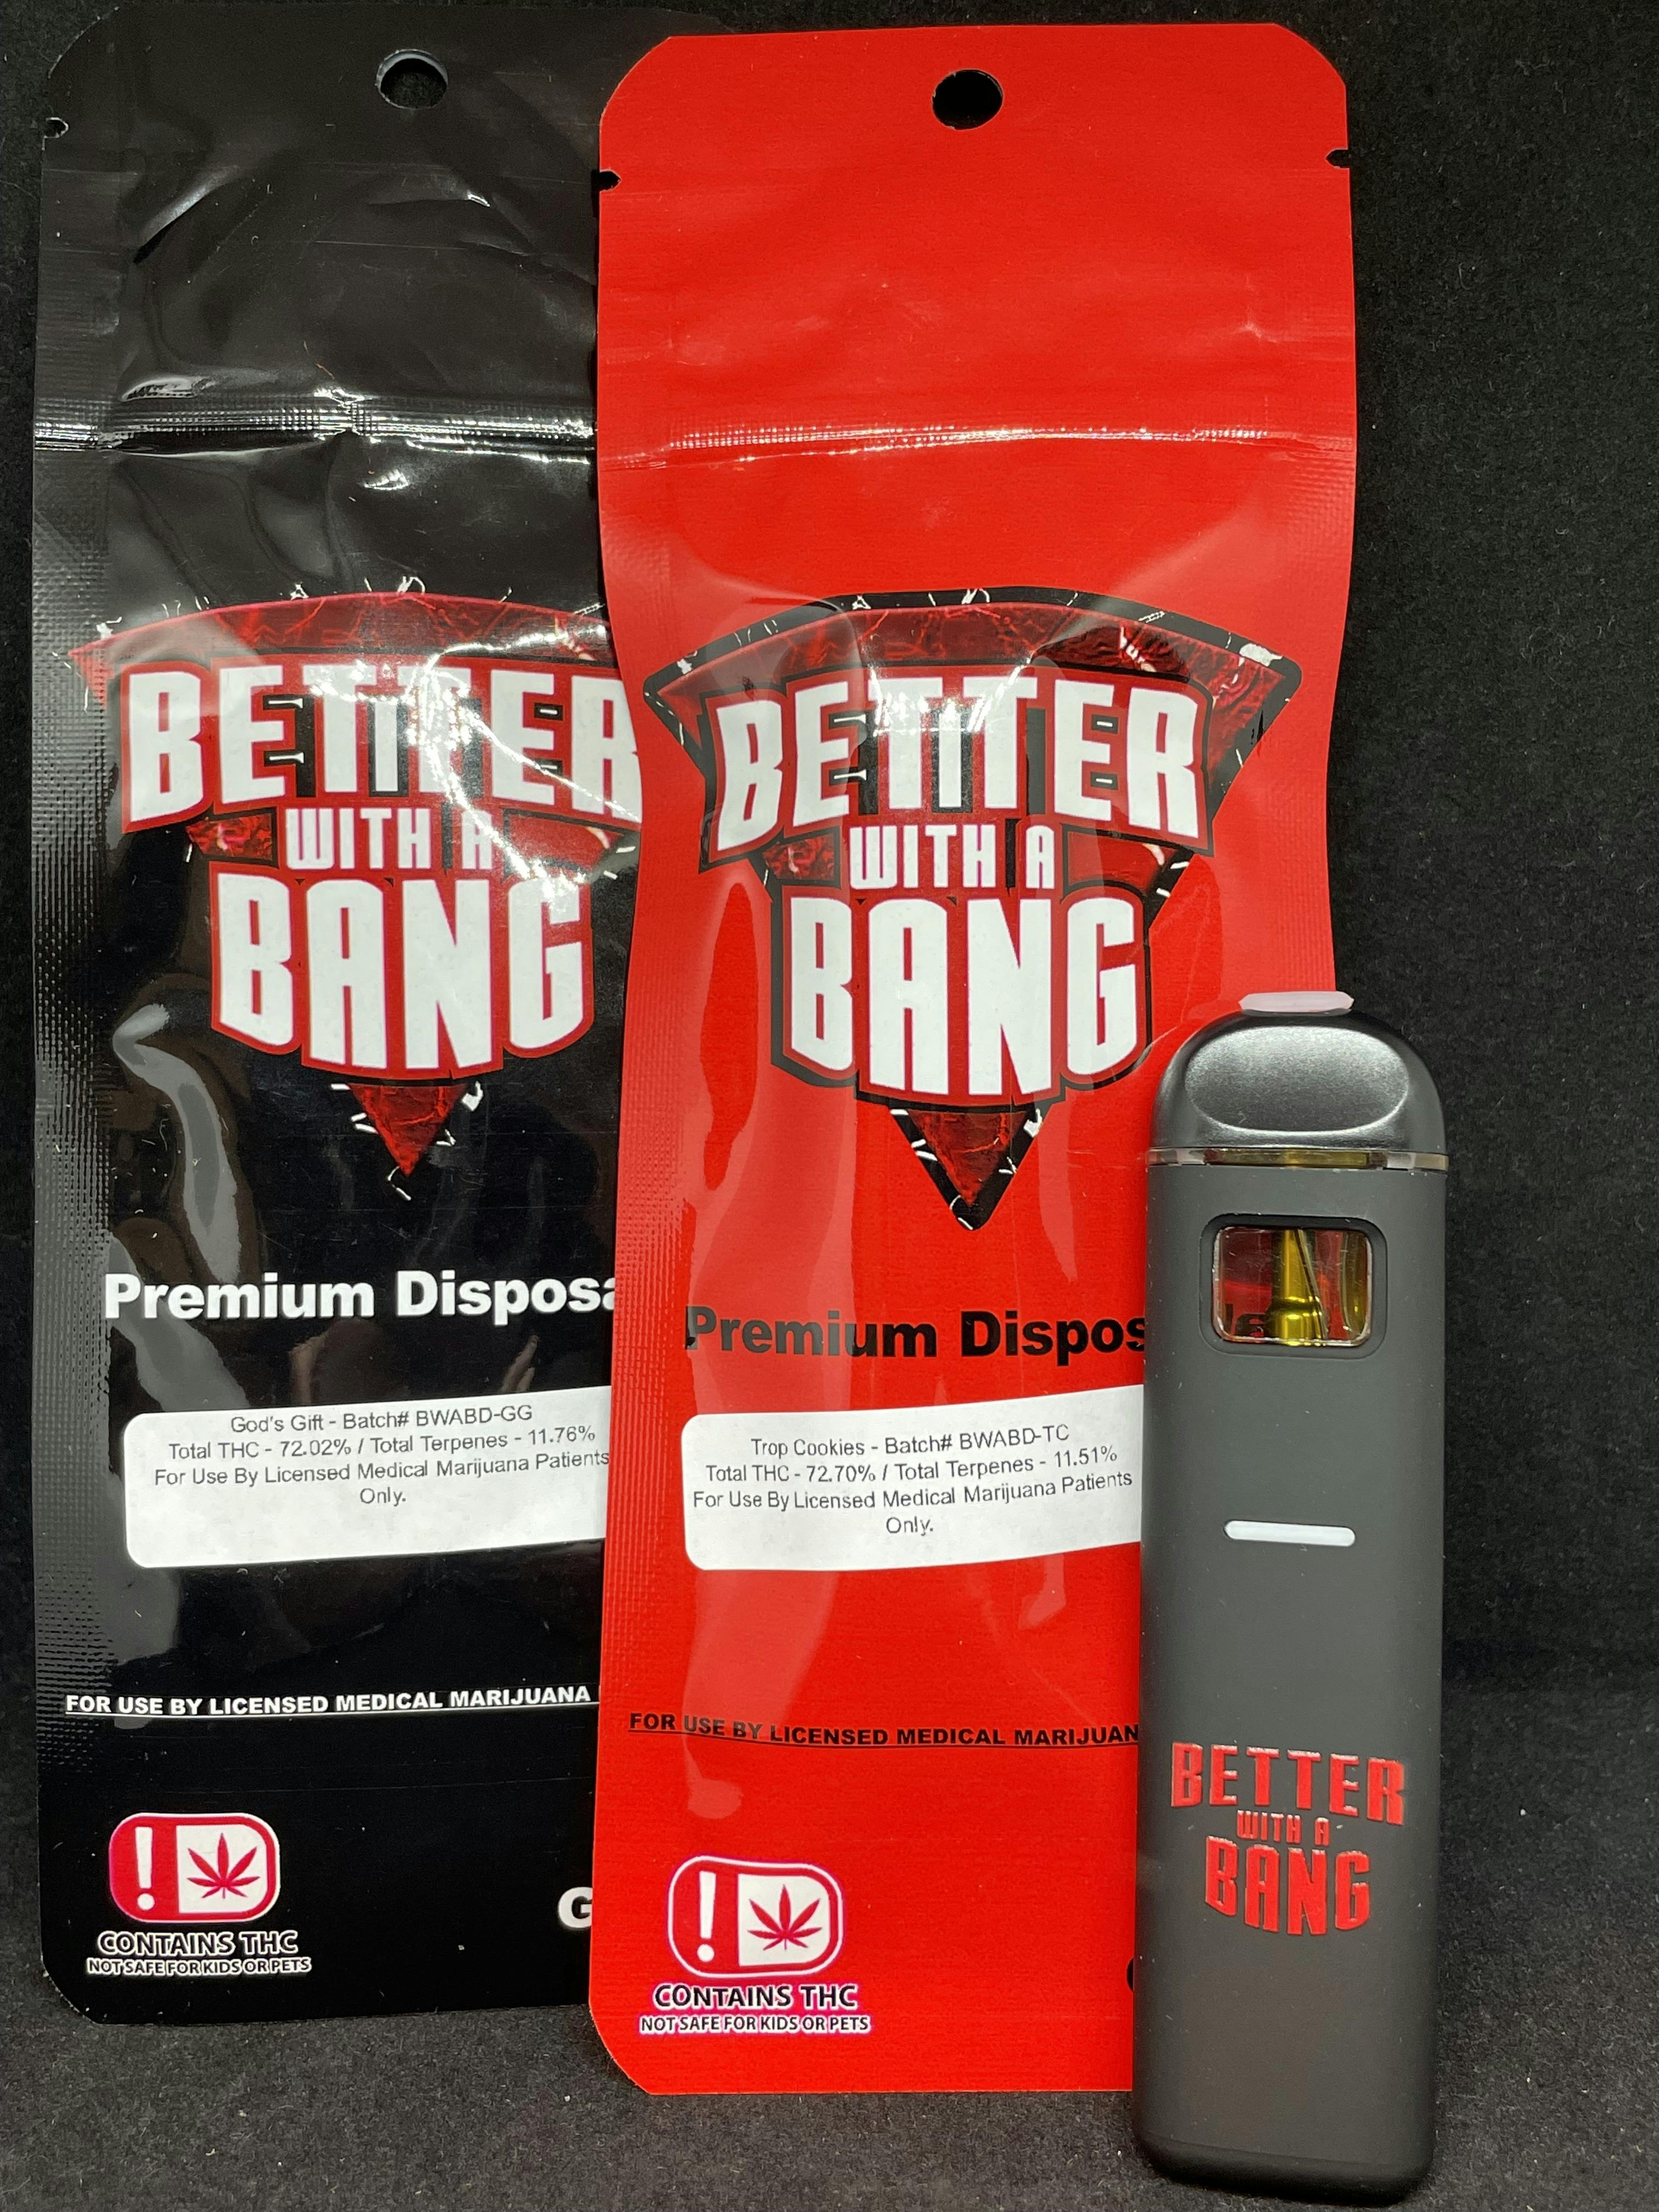 BETTER
WITH A
BANG
Premium Disposa
God's Gift - Batch# BWABD-GG
Total THC - 72.02% / Total Terpenes - 11.76%
For Use By Licensed Medical Marijuana Patients
Only.
FOR USE BY LICENSED MEDICAL MARIJUANA
!
CONTAINS THC
NOT SAFE FOR KIDS OR PETS
G
BETTER
WITH A
BANG
Premium Dispos
Trop Cookies - Batch# BWABD-TC
Total THC - 72.70% / Total Terpenes - 11.51%
For Use By Licensed Medical Marijuana Patients
Only.
FOR USE BY LICENSED MEDICAL MARIJUAN
!
CONTAINS THC
NOT SAFE FOR KIDS OR PETS
BETTER
WITH A
BANG